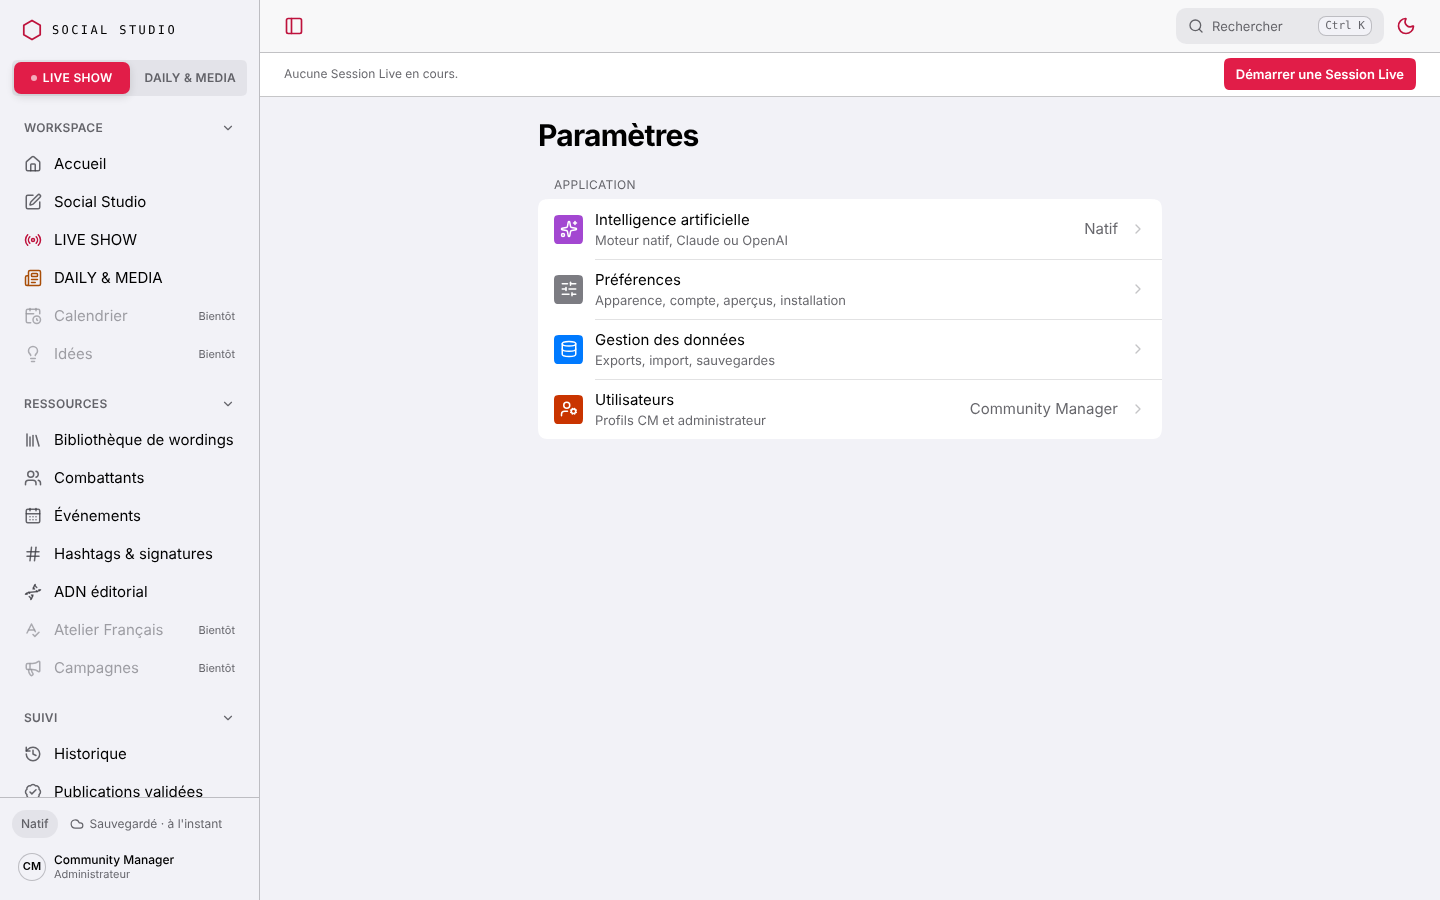 SOCIAL STUDIO
LIVE SHOW
DAILY & MEDIA
WORKSPACE
Accueil
Social Studio
LIVE SHOW
DAILY & MEDIA
Calendrier Bientôt
Idées Bientôt
RESSOURCES
Bibliothèque de wordings
Combattants
Événements
Hashtags & signatures
ADN éditorial
Atelier Français Bientôt
Campagnes Bientôt
SUIVI
Historique
Publications validées
Natif
Sauvegardé · à l'instant
CM
Community Manager
Administrateur
Rechercher Ctrl K
Aucune Session Live en cours.
Démarrer une Session Live
Paramètres
APPLICATION
Intelligence artificielle
Moteur natif, Claude ou OpenAI
Natif
Préférences
Apparence, compte, aperçus, installation
Gestion des données
Exports, import, sauvegardes
Utilisateurs
Profils CM et administrateur
Community Manager